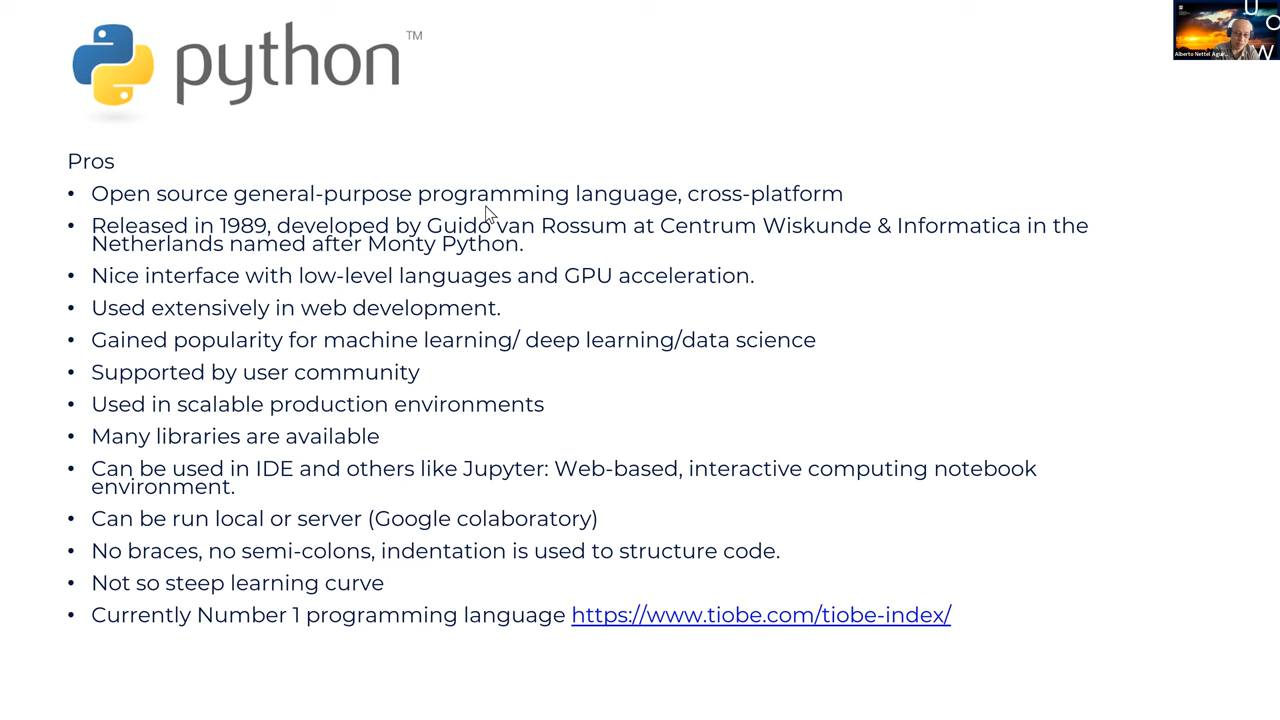 python™
Alberto Nettel Agui...
U
O
W
Pros
• Open source general-purpose programming language, cross-platform
• Released in 1989, developed by Guido van Rossum at Centrum Wiskunde & Informatica in the
Netherlands named after Monty Python.
• Nice interface with low-level languages and GPU acceleration.
• Used extensively in web development.
• Gained popularity for machine learning/ deep learning/data science
• Supported by user community
• Used in scalable production environments
• Many libraries are available
• Can be used in IDE and others like Jupyter: Web-based, interactive computing notebook
environment.
• Can be run local or server (Google colaboratory)
• No braces, no semi-colons, indentation is used to structure code.
• Not so steep learning curve
• Currently Number 1 programming language https://www.tiobe.com/tiobe-index/